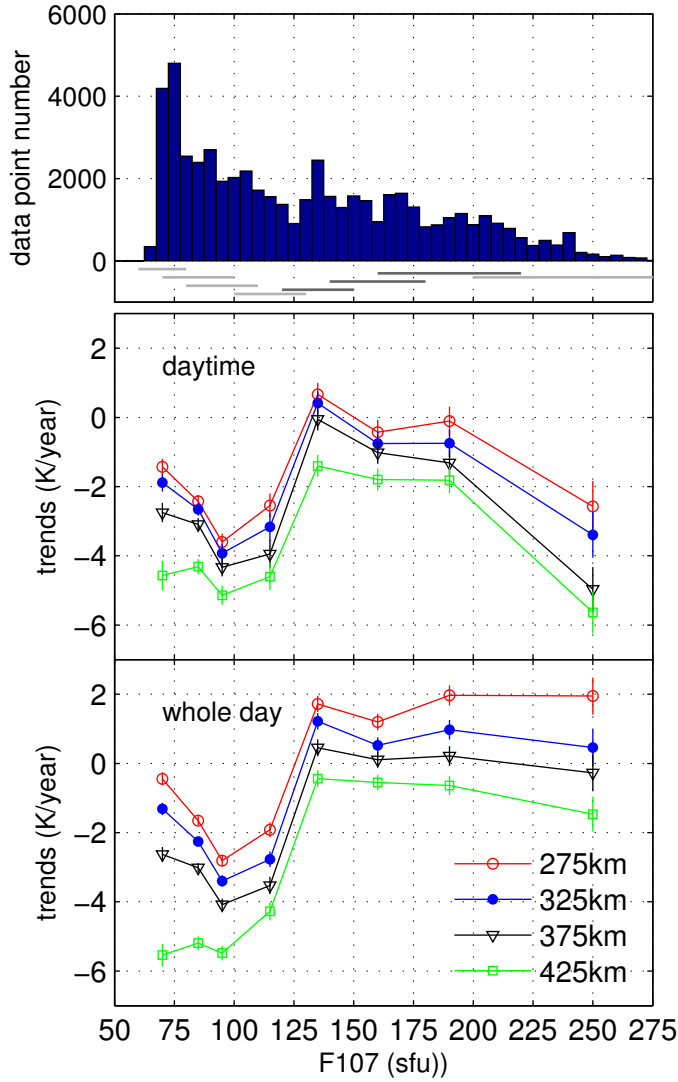 6000
4000
2000
0
data point number
daytime
2
0
−2
−4
−6
trends (K/year)
whole day
2
0
−2
−4
−6
trends (K/year)
275km
325km
375km
425km
50 75 100 125 150 175 200 225 250 275
F107 (sfu))